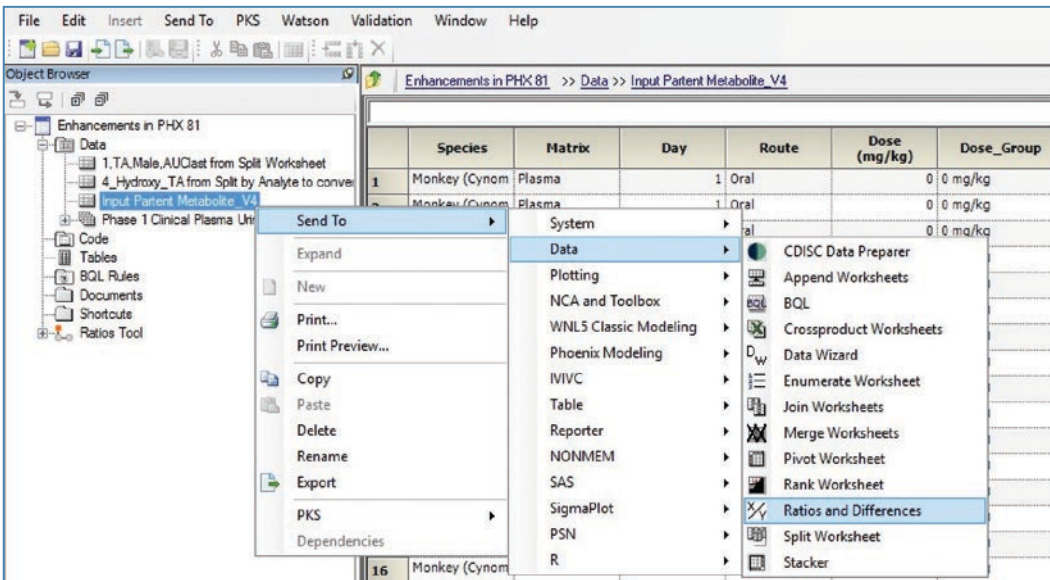 File Edit Insert Send To PKS Watson Validation Window Help
Object Browser
Enhancements in PHX 81 >> Data >> Input Partent Metabolite_V4
Enhancements in PHX 81
Data
1,TA,Male,AUClast from Split Worksheet
4_Hydroxy_TA from Split by Analyte to conver
Input Partent Metabolite_V4
Phase 1 Clinical Plasma Uri
Code
Tables
BQL Rules
Documents
Shortcuts
Ratios Tool
Species Matrix Day Route Dose (mg/kg) Dose_Group
1 Monkey (Cynom Plasma 1 Oral 0 0 mg/kg
Monkey (Cynom Plasma 1 Oral 0 0 mg/kg
0 0 mg/kg
Send To
Expand
New
Print...
Print Preview...
Copy
Paste
Delete
Rename
Export
PKS
Dependencies
System
Data
Plotting
NCA and Toolbox
WNL5 Classic Modeling
Phoenix Modeling
IVIVC
Table
Reporter
NONMEM
SAS
SigmaPlot
PSN
R
CDISC Data Preparer
Append Worksheets
BQL BQL
Crossproduct Worksheets
DW Data Wizard
Enumerate Worksheet
Join Worksheets
Merge Worksheets
Pivot Worksheet
Rank Worksheet
X/Y Ratios and Differences
Split Worksheet
Stacker
16 Monkey (Cynom